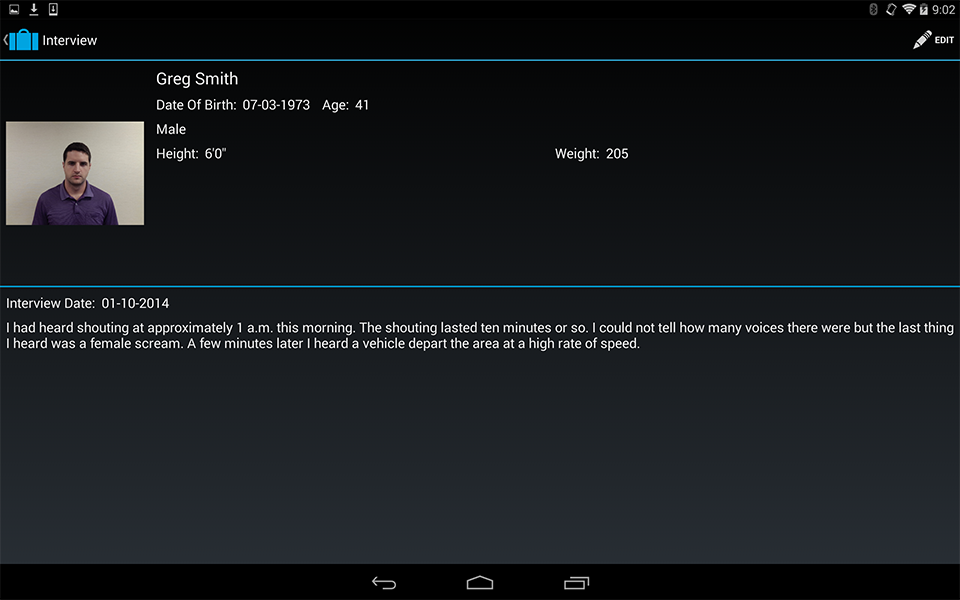 9:02
Interview
EDIT
Greg Smith
Date Of Birth: 07-03-1973 Age: 41
Male
Height: 6'0" Weight: 205
Interview Date: 01-10-2014
I had heard shouting at approximately 1 a.m. this morning. The shouting lasted ten minutes or so. I could not tell how many voices there were but the last thing
I heard was a female scream. A few minutes later I heard a vehicle depart the area at a high rate of speed.